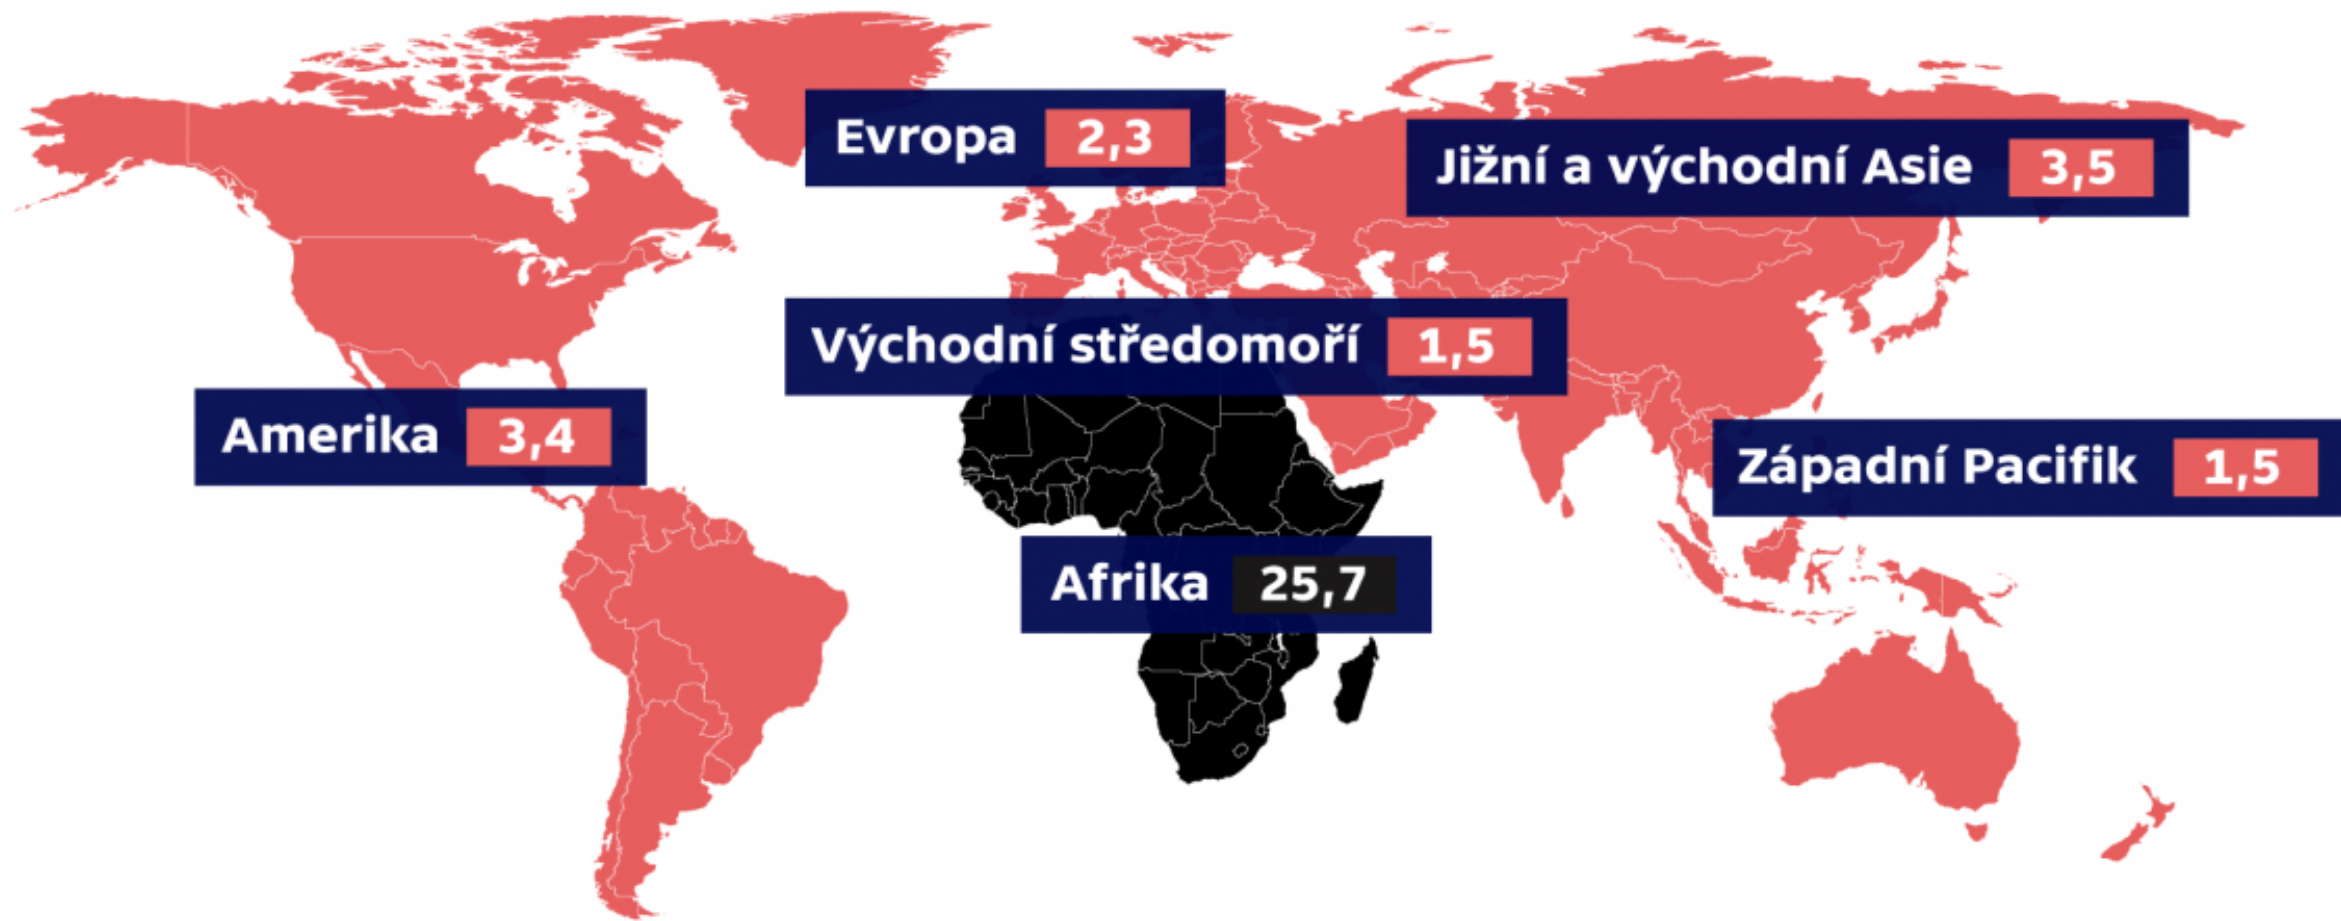 Evropa 2,3
Jižní a východní Asie 3,5
Východní středomoří 1,5
Amerika 3,4
Západní Pacifik 1,5
Afrika 25,7